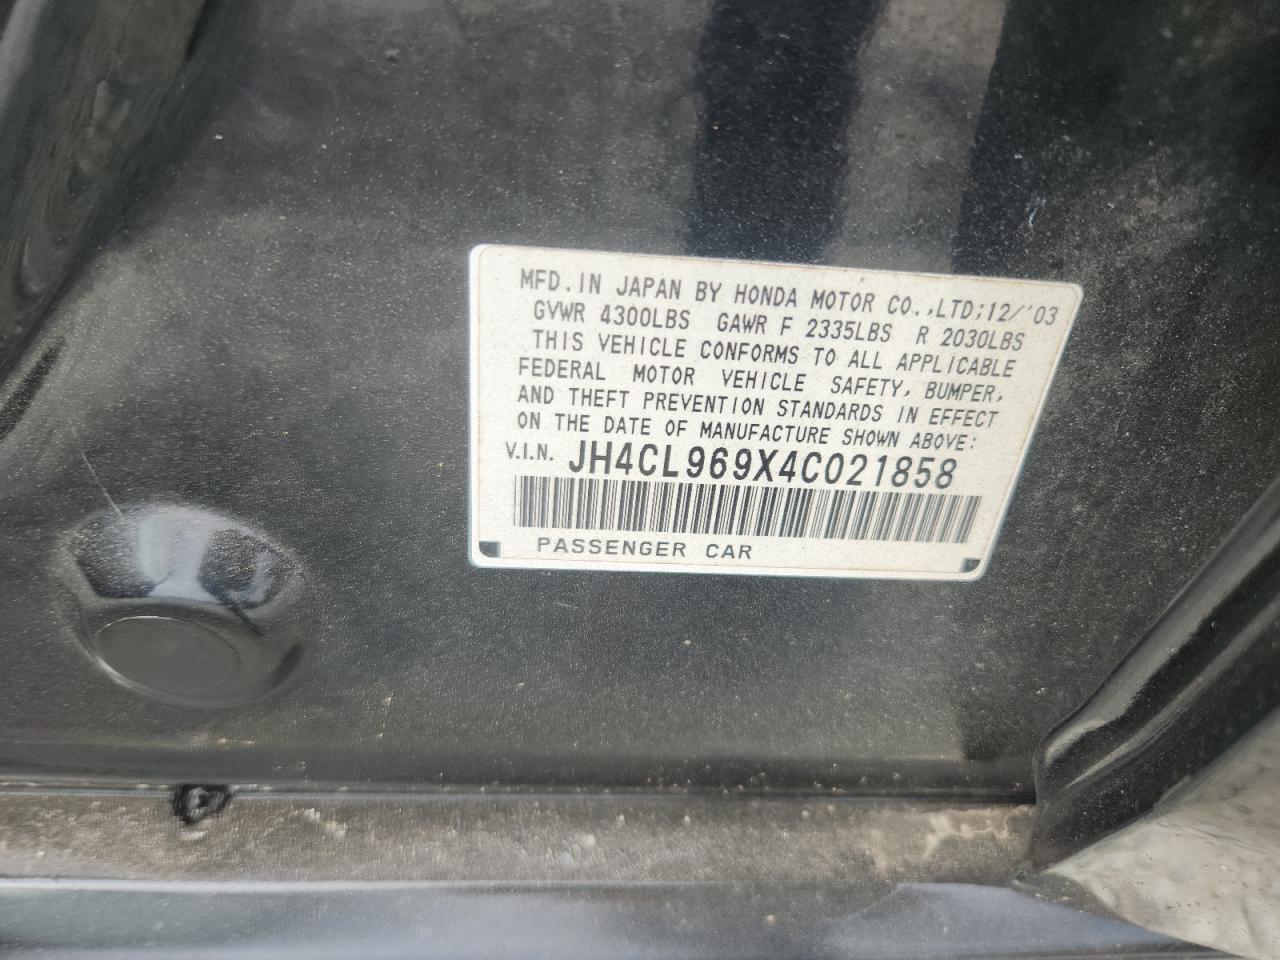 MFD. IN JAPAN BY HONDA MOTOR CO.,LTD;12/'03
GVWR 4300LBS GAWR F 2335LBS R 2030LBS
THIS VEHICLE CONFORMS TO ALL APPLICABLE
FEDERAL MOTOR VEHICLE SAFETY, BUMPER,
AND THEFT PREVENTION STANDARDS IN EFFECT
ON THE DATE OF MANUFACTURE SHOWN ABOVE:
V.I.N. JH4CL969X4C021858
PASSENGER CAR